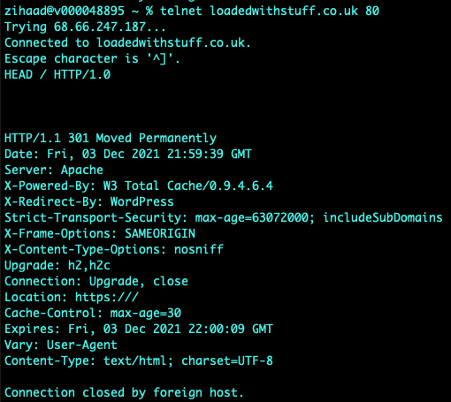 zihaad@v000048895 ~ % telnet loadedwithstuff.co.uk 80
Trying 68.66.247.187...
Connected to loadedwithstuff.co.uk.
Escape character is '^]'.
HEAD / HTTP/1.0
HTTP/1.1 301 Moved Permanently
Date: Fri, 03 Dec 2021 21:59:39 GMT
Server: Apache
X-Powered-By: W3 Total Cache/0.9.4.6.4
X-Redirect-By: WordPress
Strict-Transport-Security: max-age=63072000; includeSubDomains
X-Frame-Options: SAMEORIGIN
X-Content-Type-Options: nosniff
Upgrade: h2,h2c
Connection: Upgrade, close
Location: https:///
Cache-Control: max-age=30
Expires: Fri, 03 Dec 2021 22:00:09 GMT
Vary: User-Agent
Content-Type: text/html; charset=UTF-8
Connection closed by foreign host.